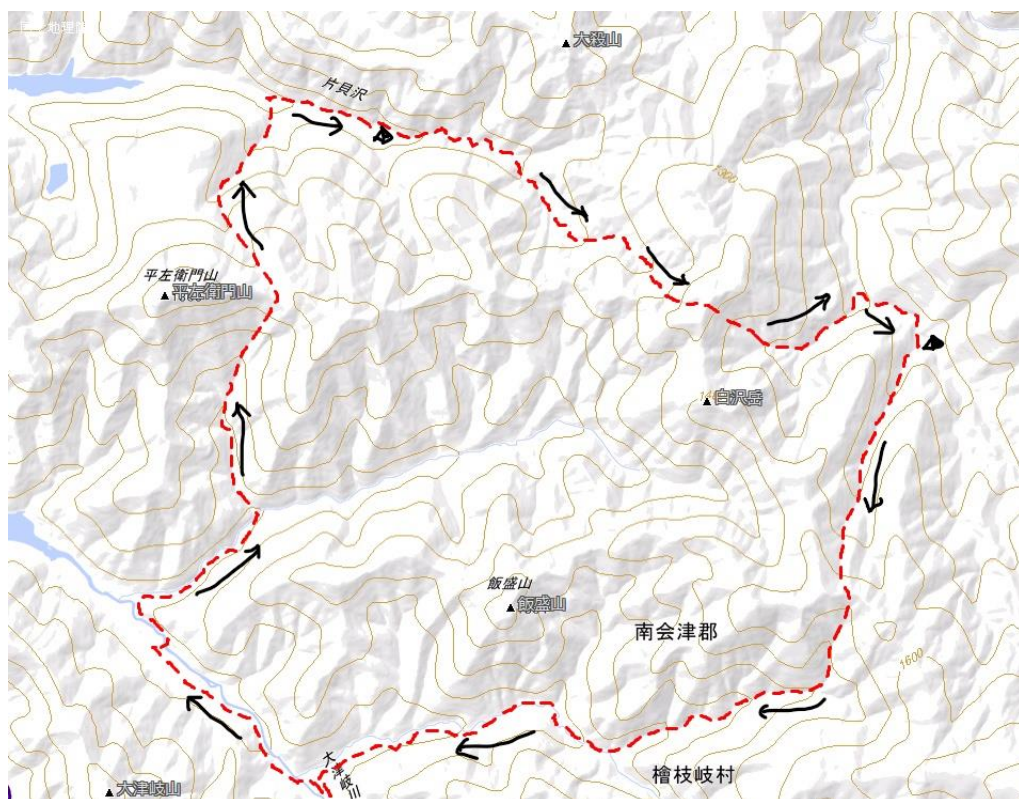 大殺山
片貝沢
1300
平左衛門山
平左衛門山
白沢岳
飯盛山
飯盛山
南会津郡
1600
大津岐川
檜枝岐村
大津岐山